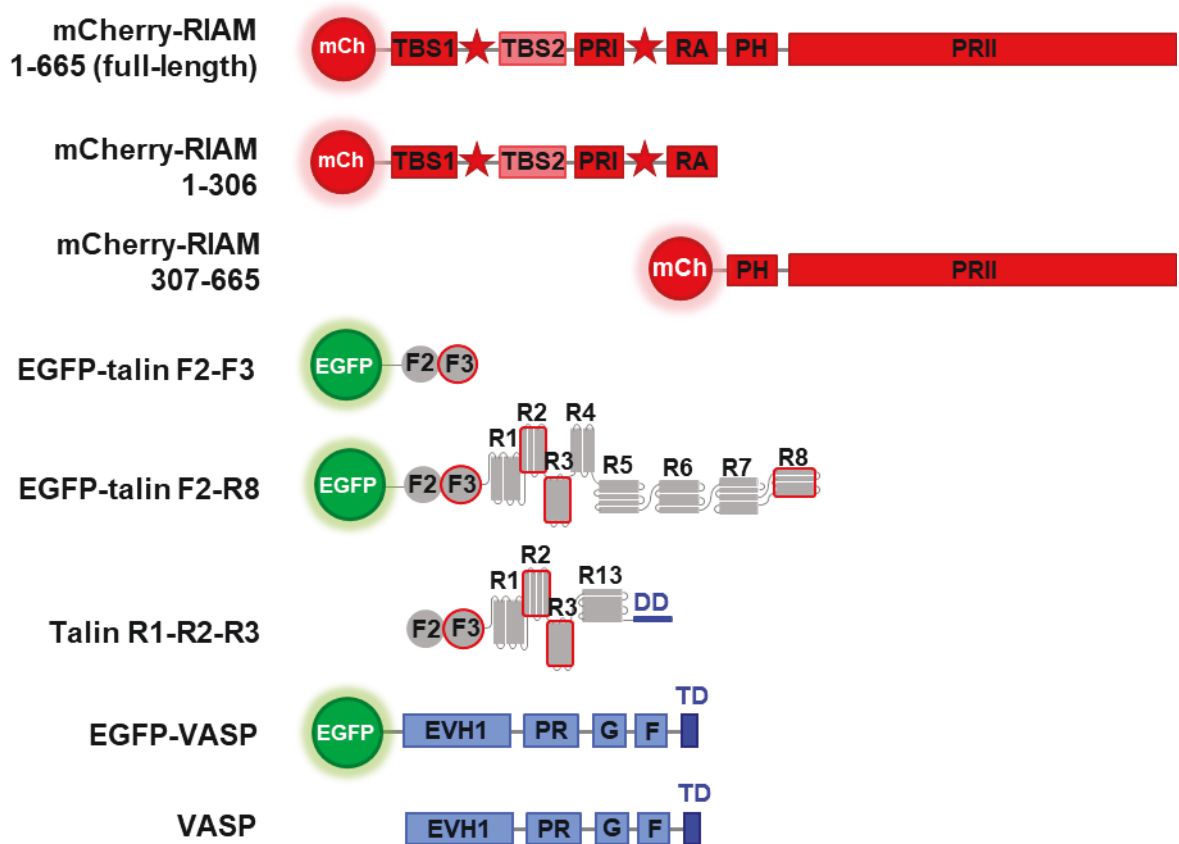 mCherry-RIAM
1-665 (full-length)
mCh TBS1 TBS2 PRI RA PH PRII
mCherry-RIAM
1-306
mCh TBS1 TBS2 PRI RA
mCherry-RIAM
307-665
mCh PH PRII
EGFP-talin F2-F3
EGFP F2 F3
R2 R4
R1
R3 R5 R6 R7 R8
EGFP-talin F2-R8
EGFP F2 F3
R2
R1 R13
R3 DD
Talin R1-R2-R3
F2 F3
TD
EGFP-VASP
EGFP EVH1 PR G F
TD
VASP
EVH1 PR G F